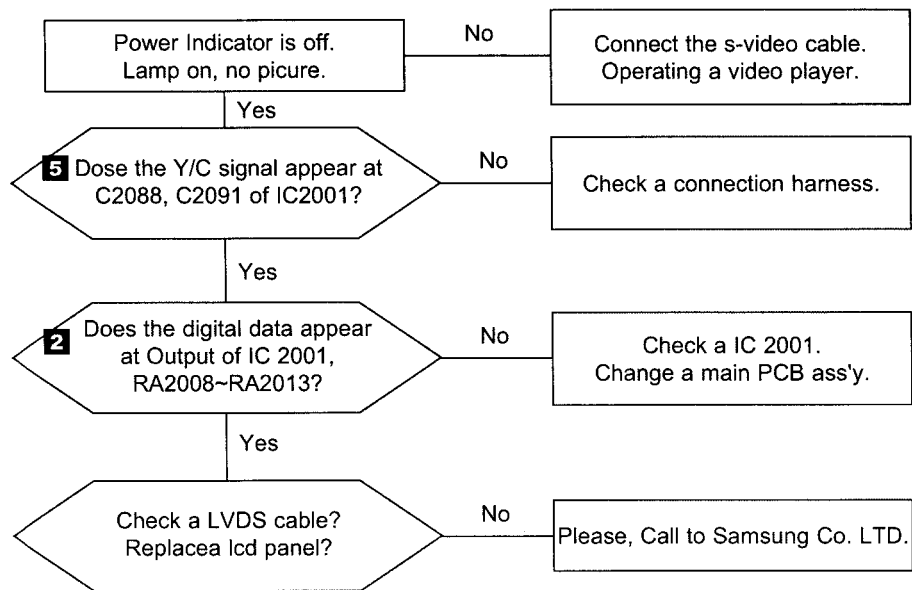 Power Indicator is off.
Lamp on, no picure.
No
Connect the s-video cable.
Operating a video player.
Yes
5 Dose the Y/C signal appear at
C2088, C2091 of IC2001?
No
Check a connection harness.
Yes
2 Does the digital data appear
at Output of IC 2001,
RA2008~RA2013?
No
Check a IC 2001.
Change a main PCB ass'y.
Yes
Check a LVDS cable?
Replacea lcd panel?
No
Please, Call to Samsung Co. LTD.